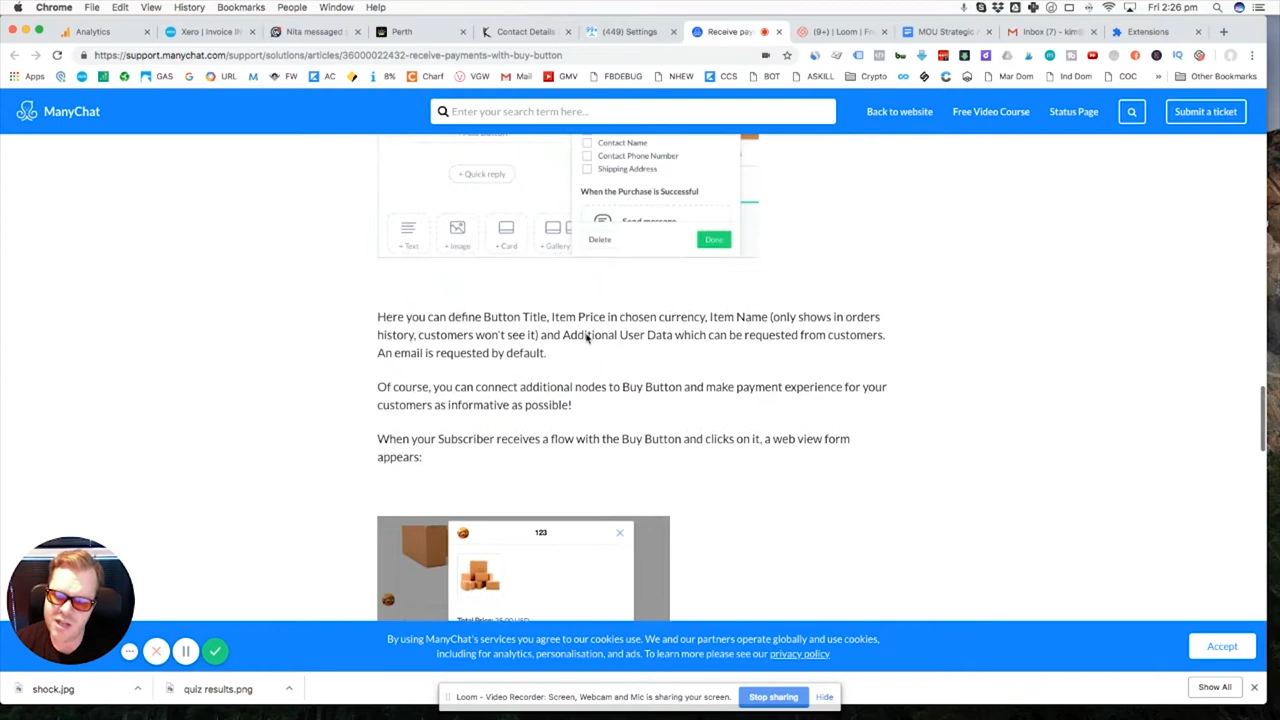 Chrome File Edit View History Bookmarks People Window Help
Fri 2:26 pm
Analytics
Xero | Invoice IN
Nita messaged
Perth
Contact Details
(449) Settings
Receive pay
(9+) | Loom | Fre
MOU Strategic
Inbox (7) - kim@
Extensions
https://support.manychat.com/support/solutions/articles/36000022432-receive-payments-with-buy-button
Apps
GAS
URL
FW
AC
8%
Charf
VGW
Mail
GMV
FBDEBUG
NHEW
CCS
BOT
ASKILL
Crypto
Mar Dom
Ind Dom
COC
»
Other Bookmarks
ManyChat
Enter your search term here...
Back to website
Free Video Course
Status Page
Submit a ticket
Contact Name
Contact Phone Number
Shipping Address
+ Quick reply
When the Purchase is Successful
Send message
+ Text
+ Image
+ Card
+ Gallery
Delete
Done
Here you can define Button Title, Item Price in chosen currency, Item Name (only shows in orders
history, customers won't see it) and Additional User Data which can be requested from customers.
An email is requested by default.
Of course, you can connect additional nodes to Buy Button and make payment experience for your
customers as informative as possible!
When your Subscriber receives a flow with the Buy Button and clicks on it, a web view form
appears:
123
By using ManyChat's services you agree to our cookies use. We and our partners operate globally and use cookies,
including for analytics, personalisation, and ads. To learn more please see our privacy policy
Accept
shock.jpg
quiz results.png
Loom - Video Recorder: Screen, Webcam and Mic is sharing your screen.
Stop sharing
Hide
Show All